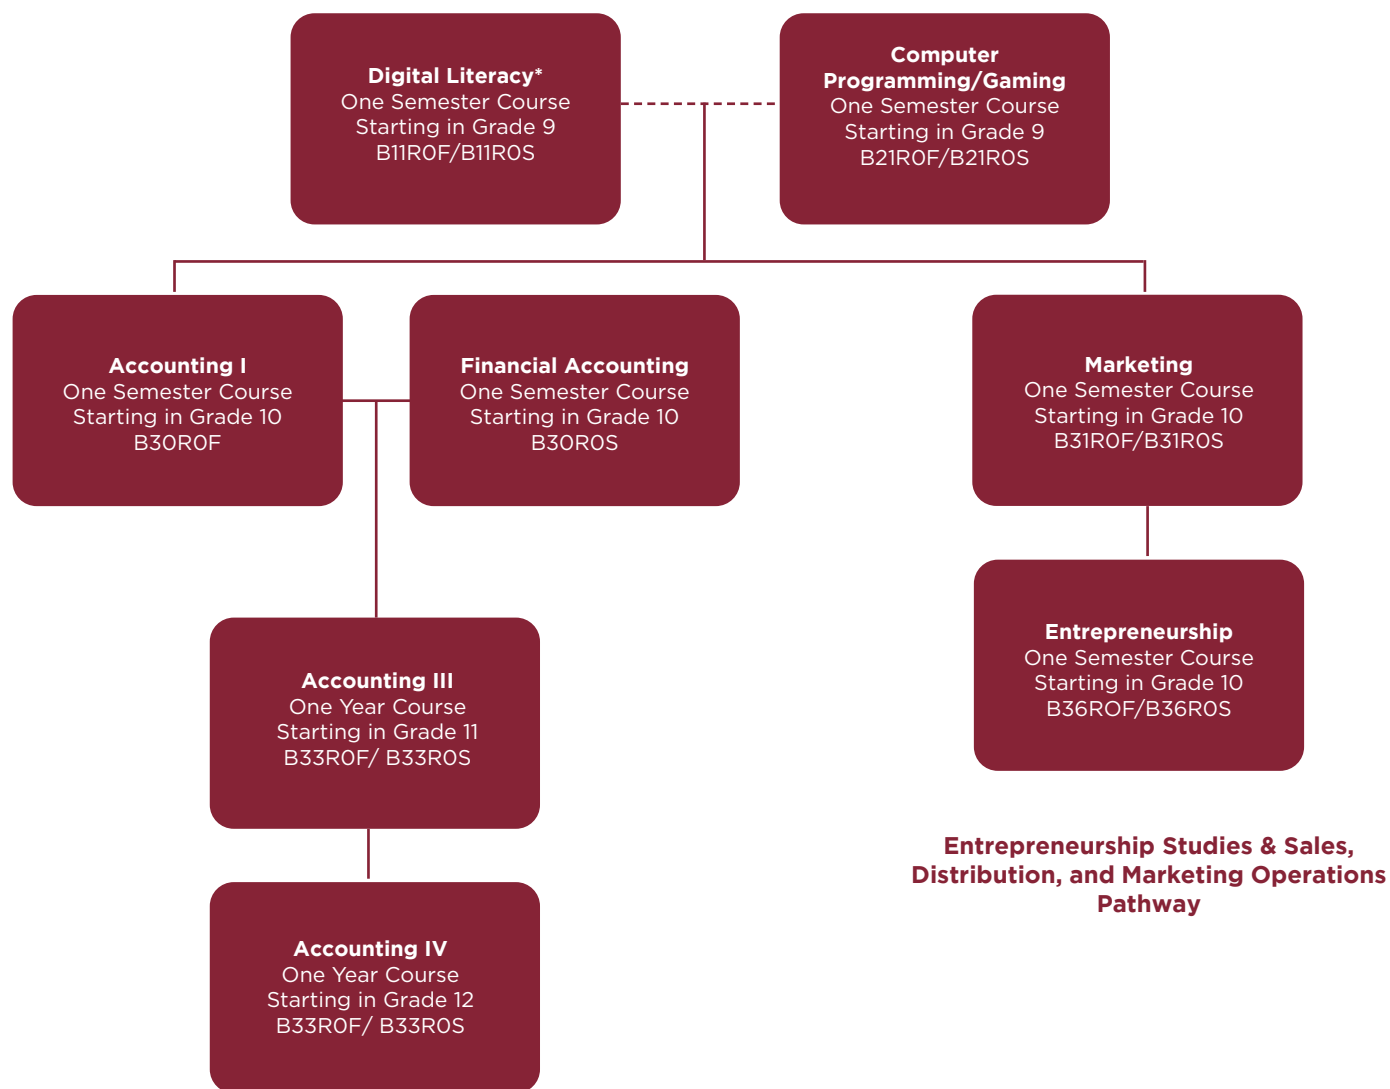 Digital Literacy*
One Semester Course
Starting in Grade 9
B11R0F/B11R0S
Computer
Programming/Gaming
One Semester Course
Starting in Grade 9
B21R0F/B21R0S
Accounting I
One Semester Course
Starting in Grade 10
B30R0F
Financial Accounting
One Semester Course
Starting in Grade 10
B30R0S
Marketing
One Semester Course
Starting in Grade 10
B31R0F/B31R0S
Entrepreneurship
One Semester Course
Starting in Grade 10
B36ROF/B36R0S
Accounting III
One Year Course
Starting in Grade 11
B33R0F/ B33R0S
Entrepreneurship Studies & Sales,
Distribution, and Marketing Operations
Pathway
Accounting IV
One Year Course
Starting in Grade 12
B33R0F/ B33R0S